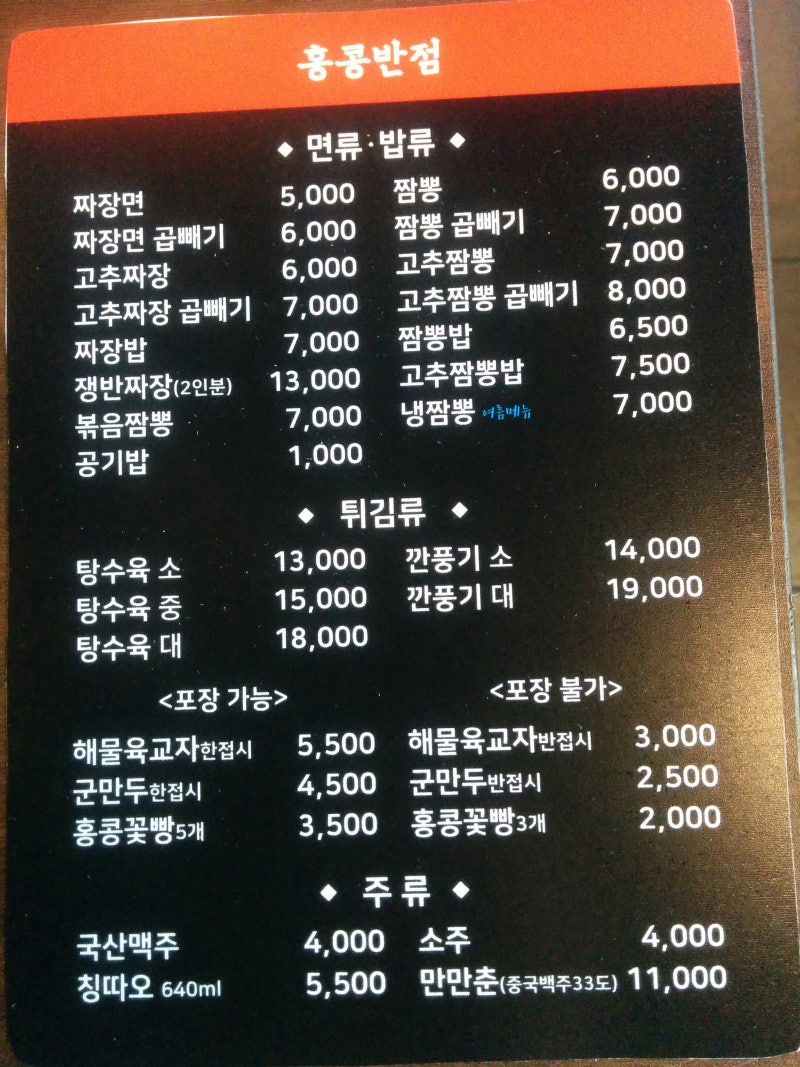 홍콩반점
◆ 면류·밥류 ◆
짜장면 5,000 짬뽕 6,000
짜장면 곱빼기 6,000 짬뽕 곱빼기 7,000
고추짜장 6,000 고추짬뽕 7,000
고추짜장 곱빼기 7,000 고추짬뽕 곱빼기 8,000
짜장밥 7,000 짬뽕밥 6,500
쟁반짜장(2인분) 13,000 고추짬뽕밥 7,500
볶음짬뽕 7,000 냉짬뽕 여름메뉴 7,000
공기밥 1,000
◆ 튀김류 ◆
탕수육 소 13,000 깐풍기 소 14,000
탕수육 중 15,000 깐풍기 대 19,000
탕수육 대 18,000
<포장 가능> <포장 불가>
해물육교자한접시 5,500 해물육교자반접시 3,000
군만두한접시 4,500 군만두반접시 2,500
홍콩꽃빵5개 3,500 홍콩꽃빵3개 2,000
◆ 주 류 ◆
국산맥주 4,000 소주 4,000
칭따오 640ml 5,500 만만춘(중국백주33도) 11,000